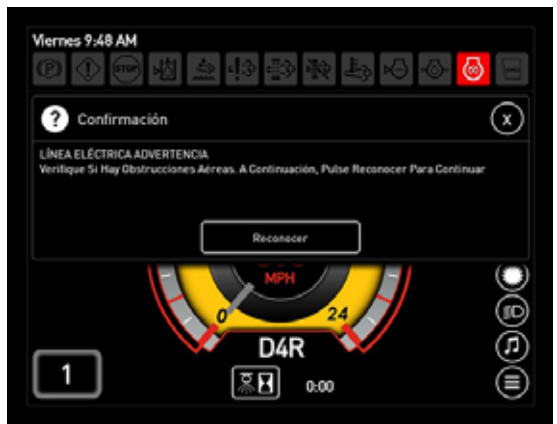 Viernes 9:48 AM
(P)
STOP
? Confirmación
X
LÍNEA ELÉCTRICA ADVERTENCIA
Verifique Si Hay Obstrucciones Aéreas. A Continuación, Pulse Reconocer Para Continuar
Reconocer
MPH
0 24
D4R
1
0:00